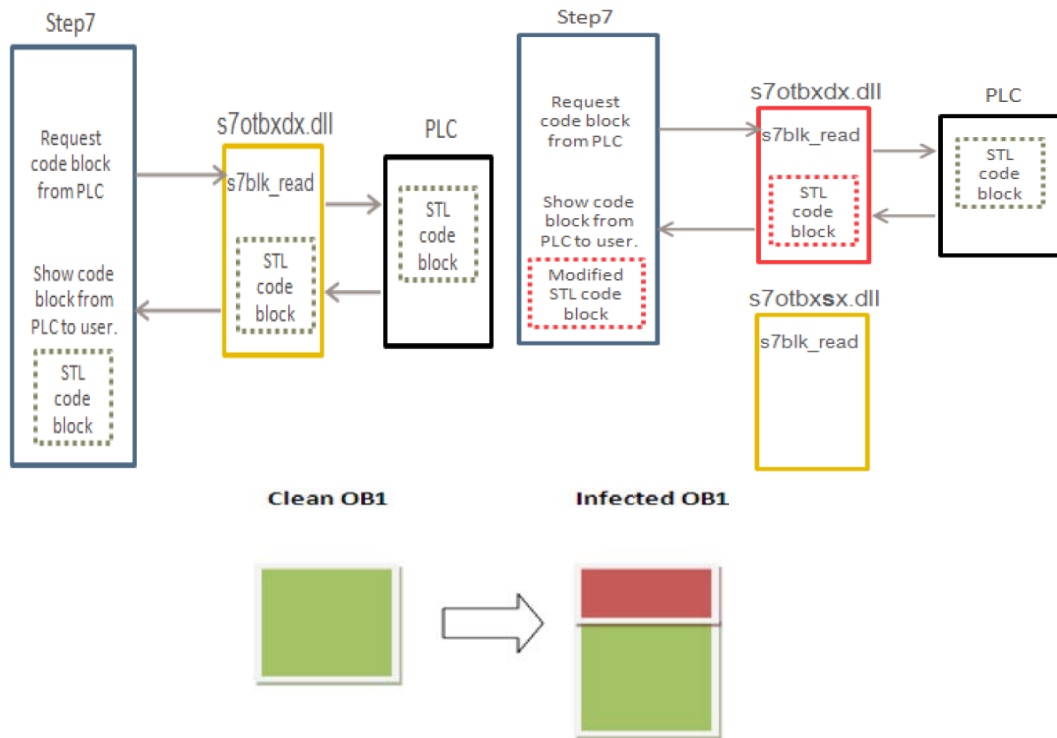 Step7
Request
code block
from PLC
Show code
block from
PLC to user.
STL
code
block
s7otbxdx.dll
s7blk_read
STL
code
block
PLC
STL
code
block
Step7
Request
code block
from PLC
Show code
block from
PLC to user.
Modified
STL code
block
s7otbxdx.dll
s7blk_read
STL
code
block
PLC
STL
code
block
s7otbxsx.dll
s7blk_read
Clean OB1
Infected OB1